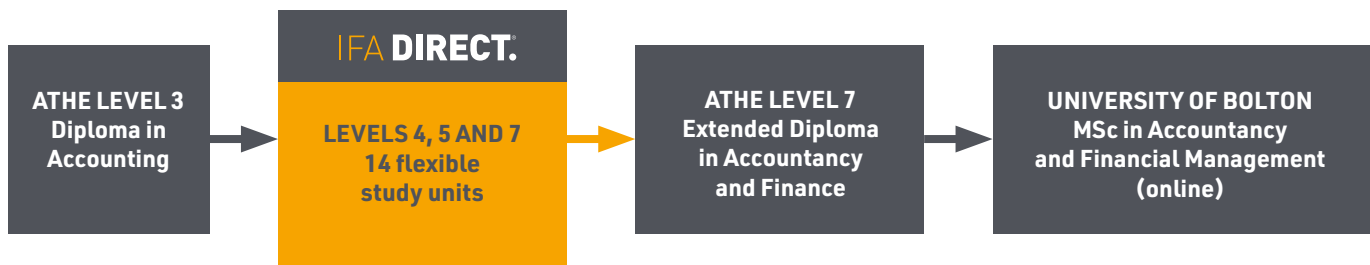 ATHE LEVEL 3
Diploma in
Accounting
IFA DIRECT.®
LEVELS 4, 5 AND 7
14 flexible
study units
ATHE LEVEL 7
Extended Diploma
in Accountancy
and Finance
UNIVERSITY OF BOLTON
MSc in Accountancy
and Financial Management
(online)